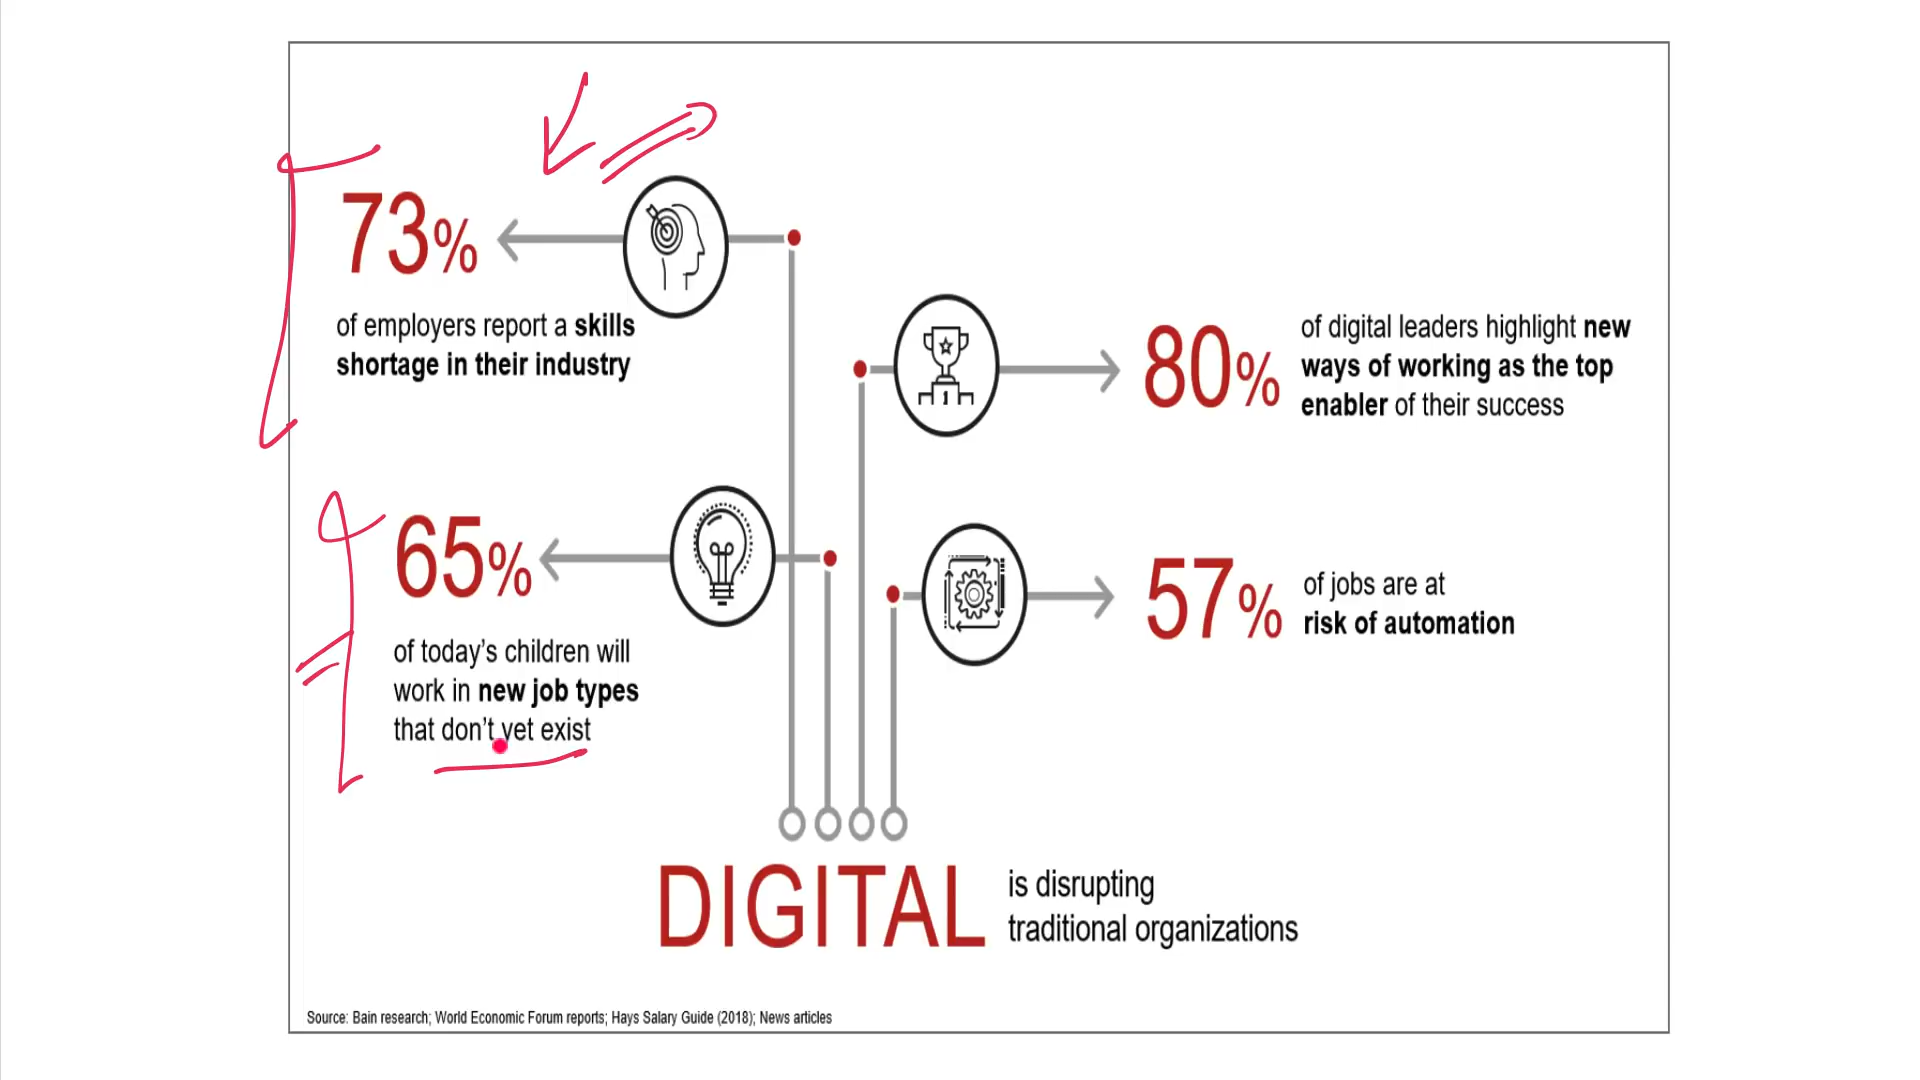 73%
of employers report a skills
shortage in their industry
80%
of digital leaders highlight new
ways of working as the top
enabler of their success
1
65%
of today's children will
work in new job types
that don't yet exist
57%
of jobs are at
risk of automation
DIGITAL
is disrupting
traditional organizations
Source: Bain research; World Economic Forum reports; Hays Salary Guide (2018); News articles